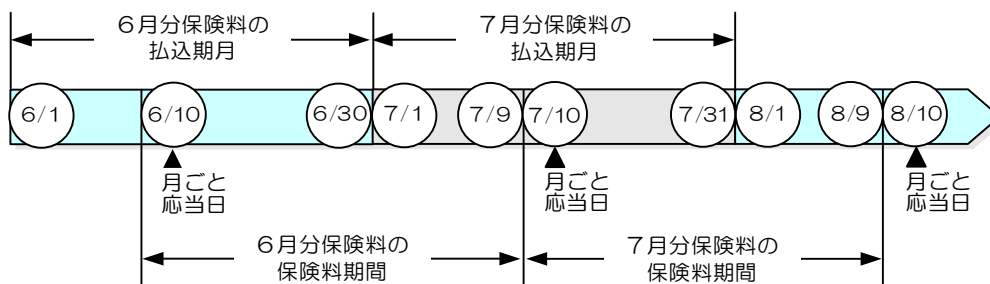 ６月分保険料の
払込期月
７月分保険料の
払込期月
6/1
6/10
6/30
7/1
7/9
7/10
7/31
8/1
8/9
8/10
月ごと
応当日
月ごと
応当日
月ごと
応当日
６月分保険料の
保険料期間
７月分保険料の
保険料期間